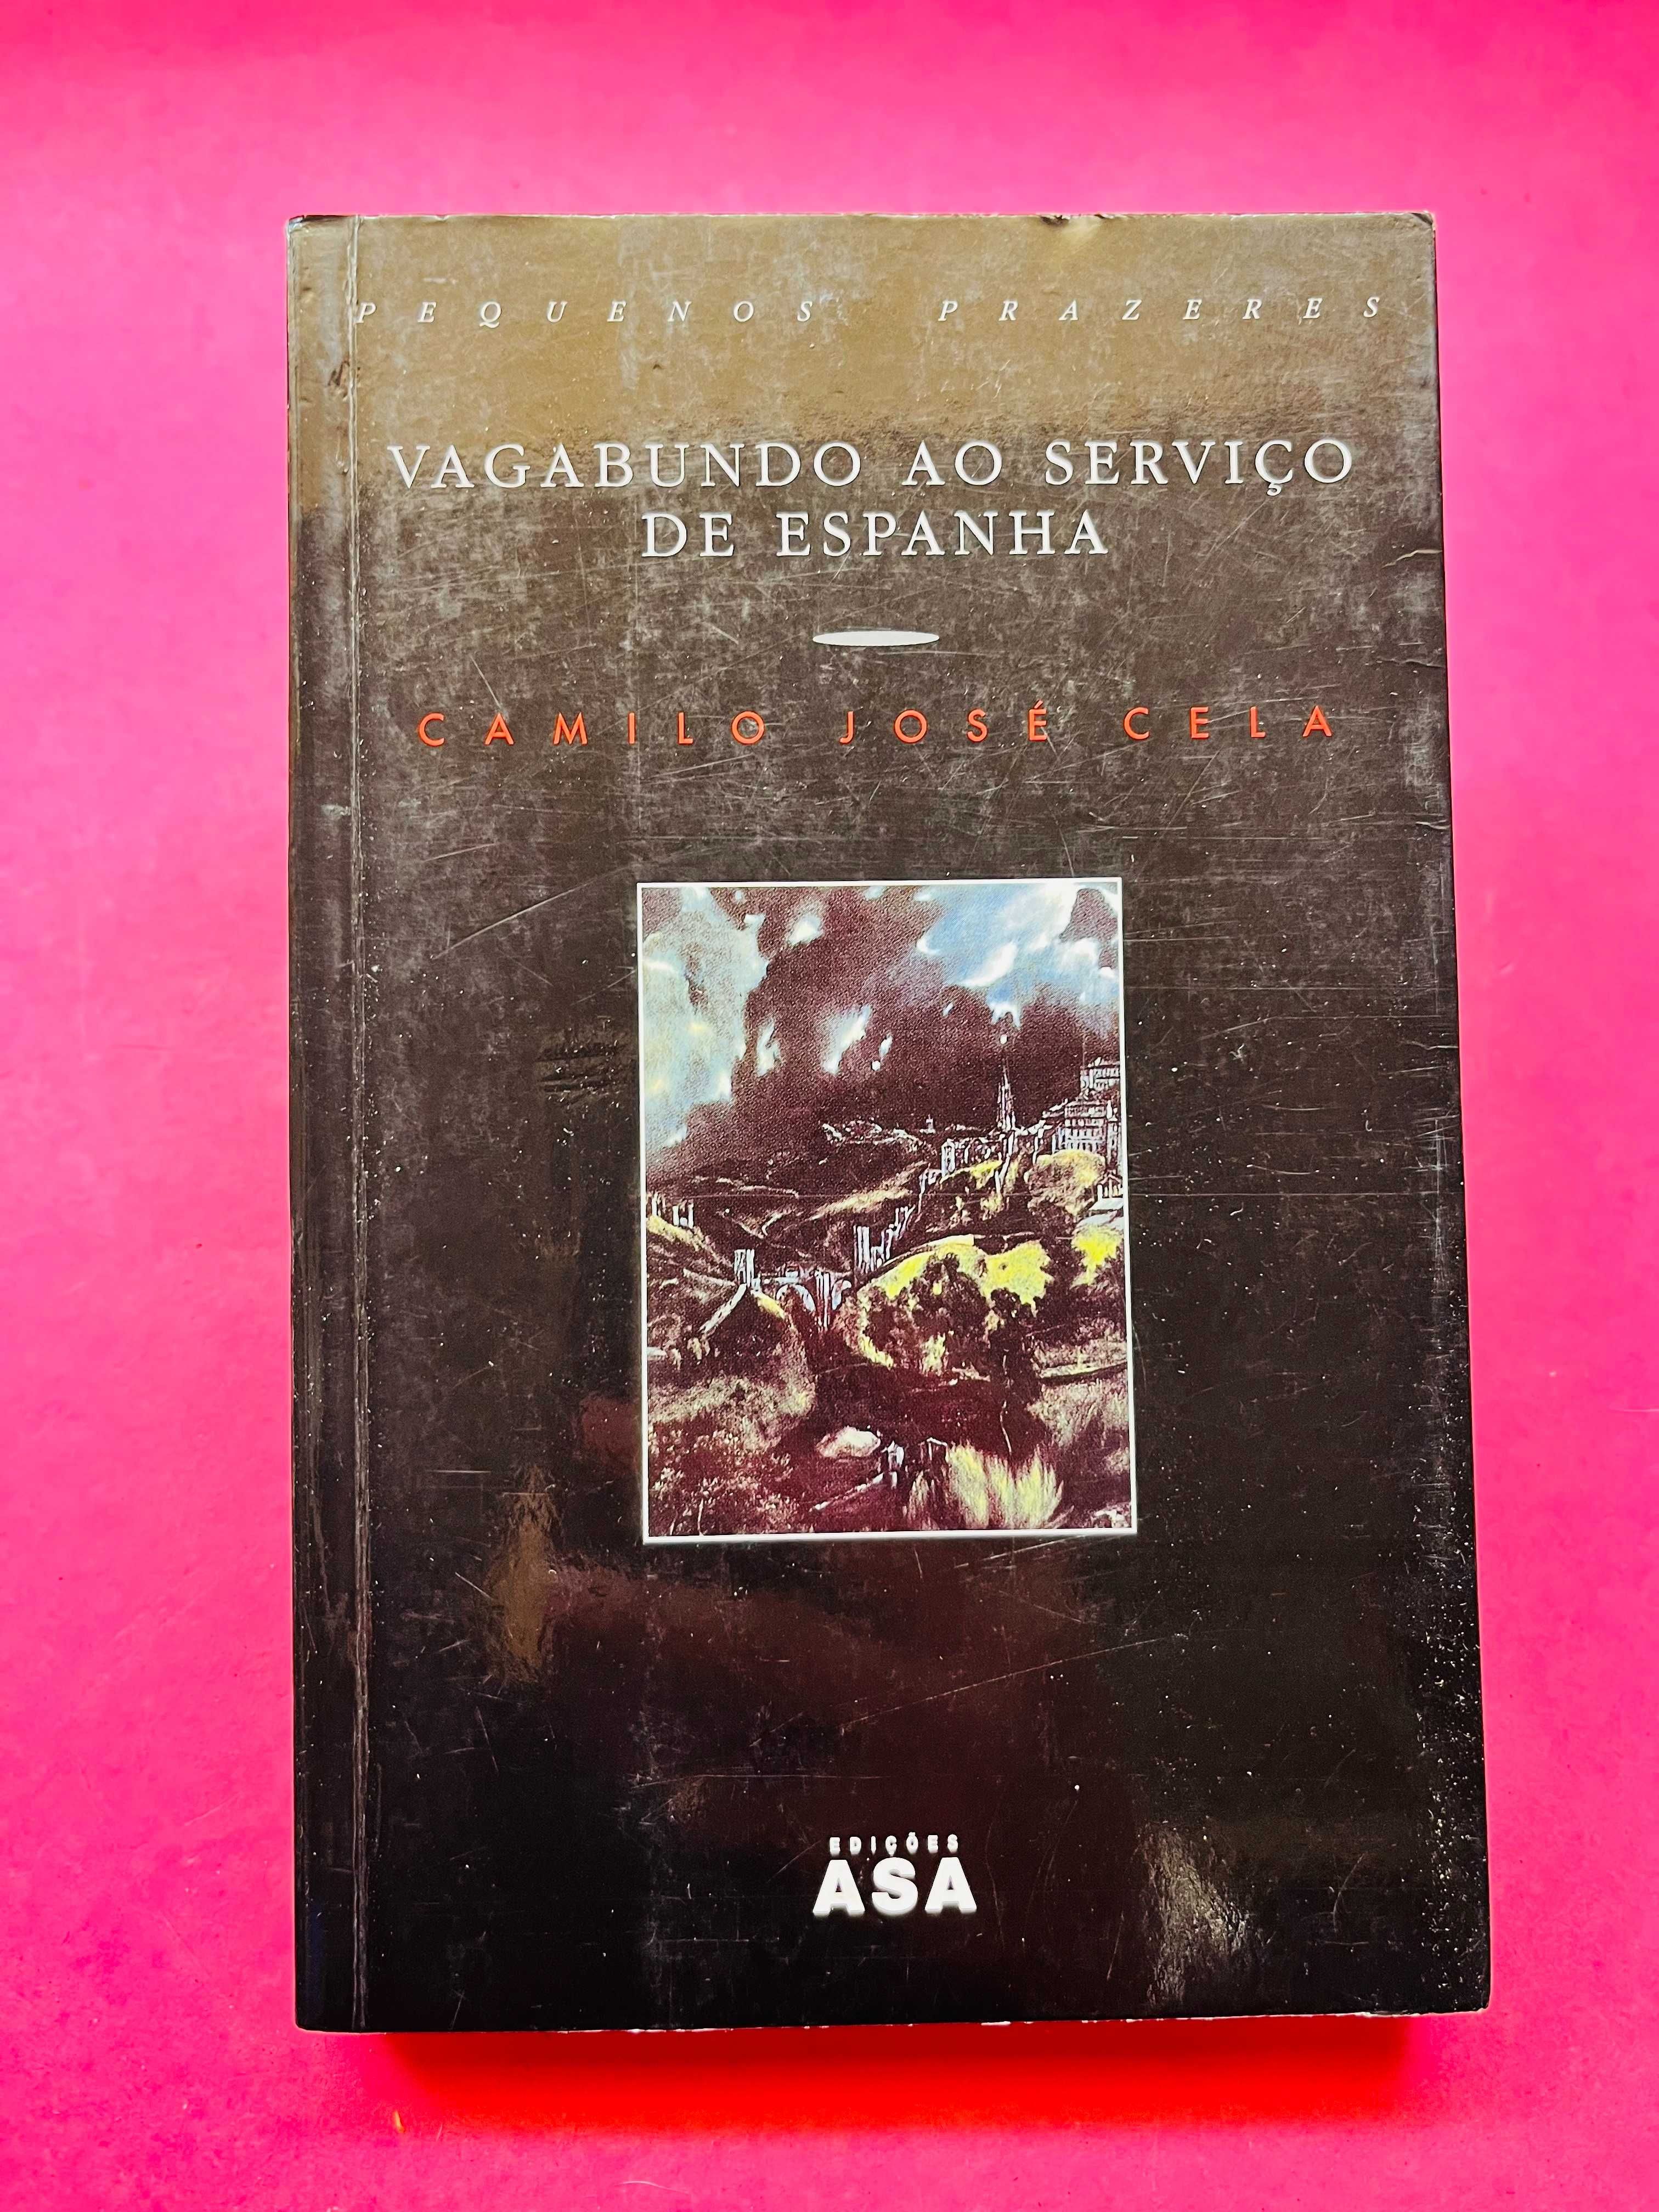 PEQUENOS PRAZERES
VAGABUNDO AO SERVIÇO
DE ESPANHA
CAMILO JOSÉ CELA
EDIÇÕES
ASA